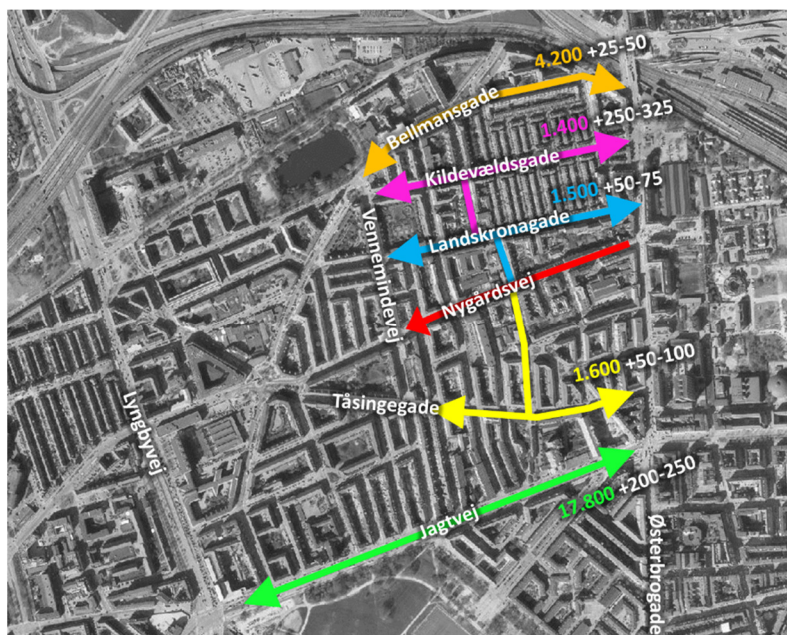 4.200 +25-50
Bellmansgade
1.400 +250-325
Kildevældsgade
1.500 +50-75
Landskronagade
Vennemindevej
Nygårdsvej
1.600 +50-100
Tåsingegade
Lyngbyvej
17.800 +200-250
Jagtvej
Østerbrogade